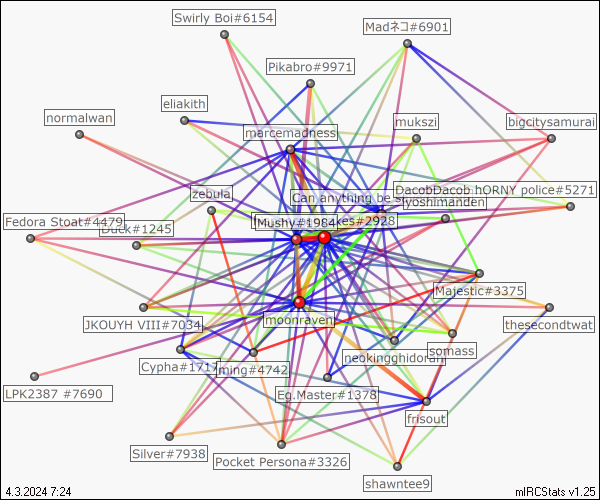 Swirly Boi#6154
Madネコ#6901
Pikabro#9971
eliakith
normalwan
mukszi
bigcitysamurai
marcemadness
DacobDacob
hORNY police#5271
zebula
Can anything be
yoshimanden
Fedora Stoat#4479
Duck#1245
Mushy#1984
kes#2928
Majestic#3375
moonraven
JKOUYH VIII#7034
thesecondtwat
somass
neokingghidorah
Cypha#1717
ming#4742
LPK2387 #7690
Eg.Master#1378
frisout
Silver#7938
Pocket Persona#3326
shawntee9
4.3.2024 7:24
mIRCStats v1.25